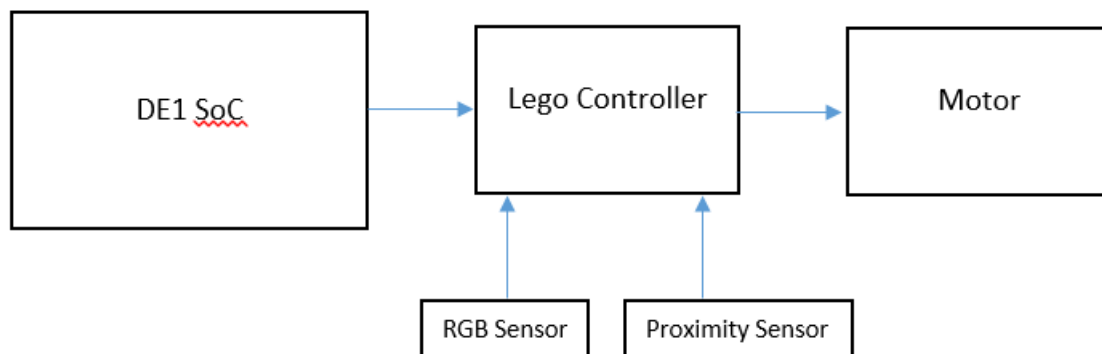 DE1 SoC
Lego Controller
Motor
RGB Sensor
Proximity Sensor